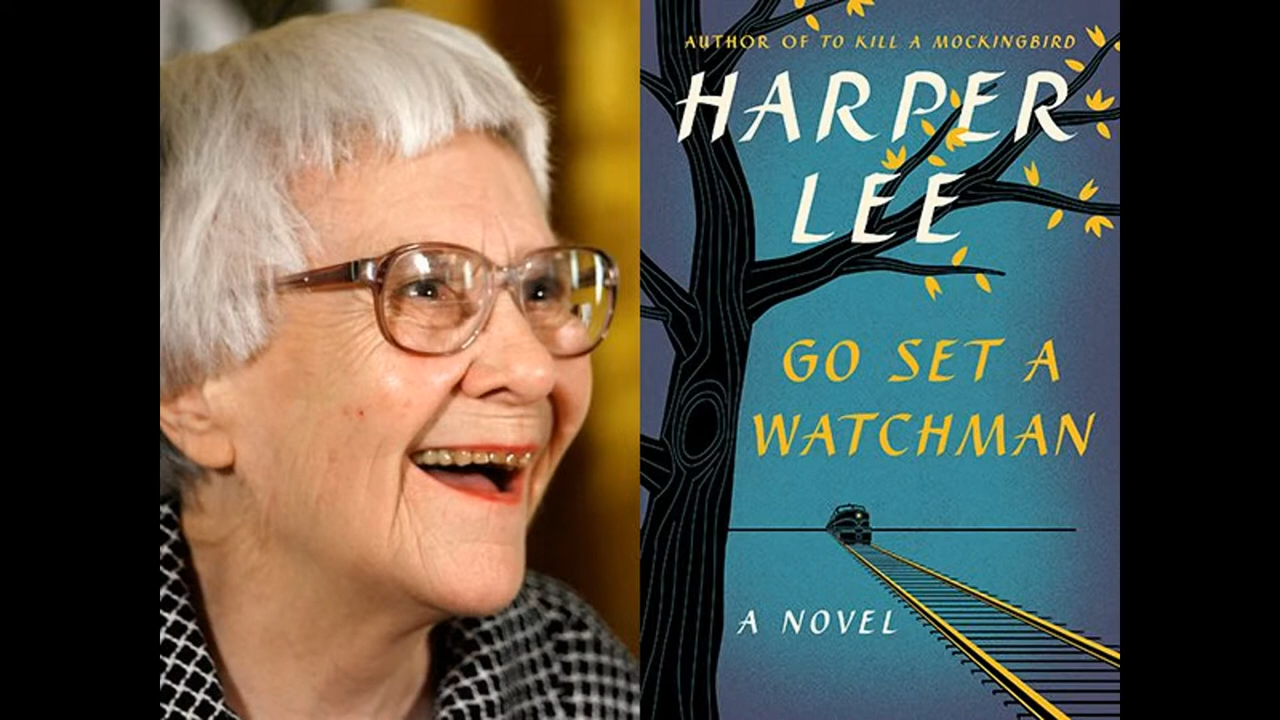 AUTHOR OF TO KILL A MOCKINGBIRD
HARPER
LEE
GO SET A
WATCHMAN
A NOVEL